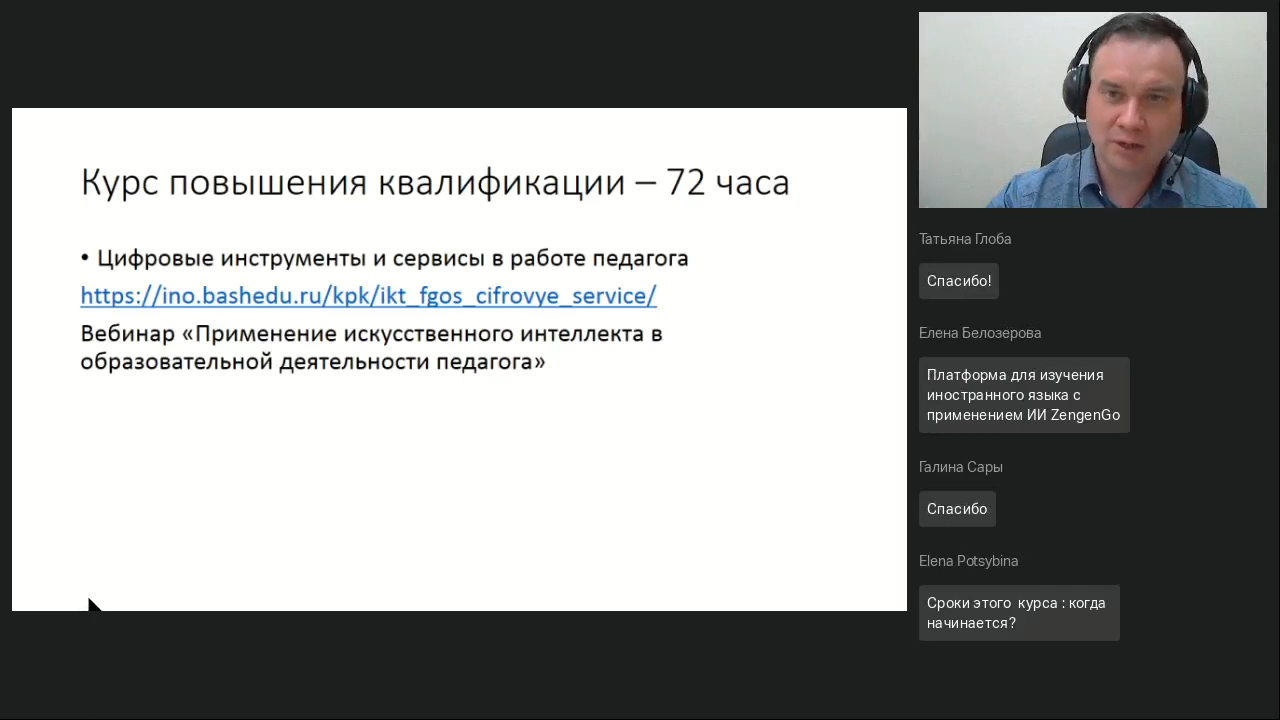 Курс повышения квалификации – 72 часа
• Цифровые инструменты и сервисы в работе педагога
https://ino.bashedu.ru/kpk/ikt_fgos_cifrovye_service/
Вебинар «Применение искусственного интеллекта в
образовательной деятельности педагога»
Татьяна Глоба
Спасибо!
Елена Белозерова
Платформа для изучения
иностранного языка с
применением ИИ ZengenGo
Галина Сары
Спасибо
Elena Potsybina
Сроки этого  курса : когда
начинается?